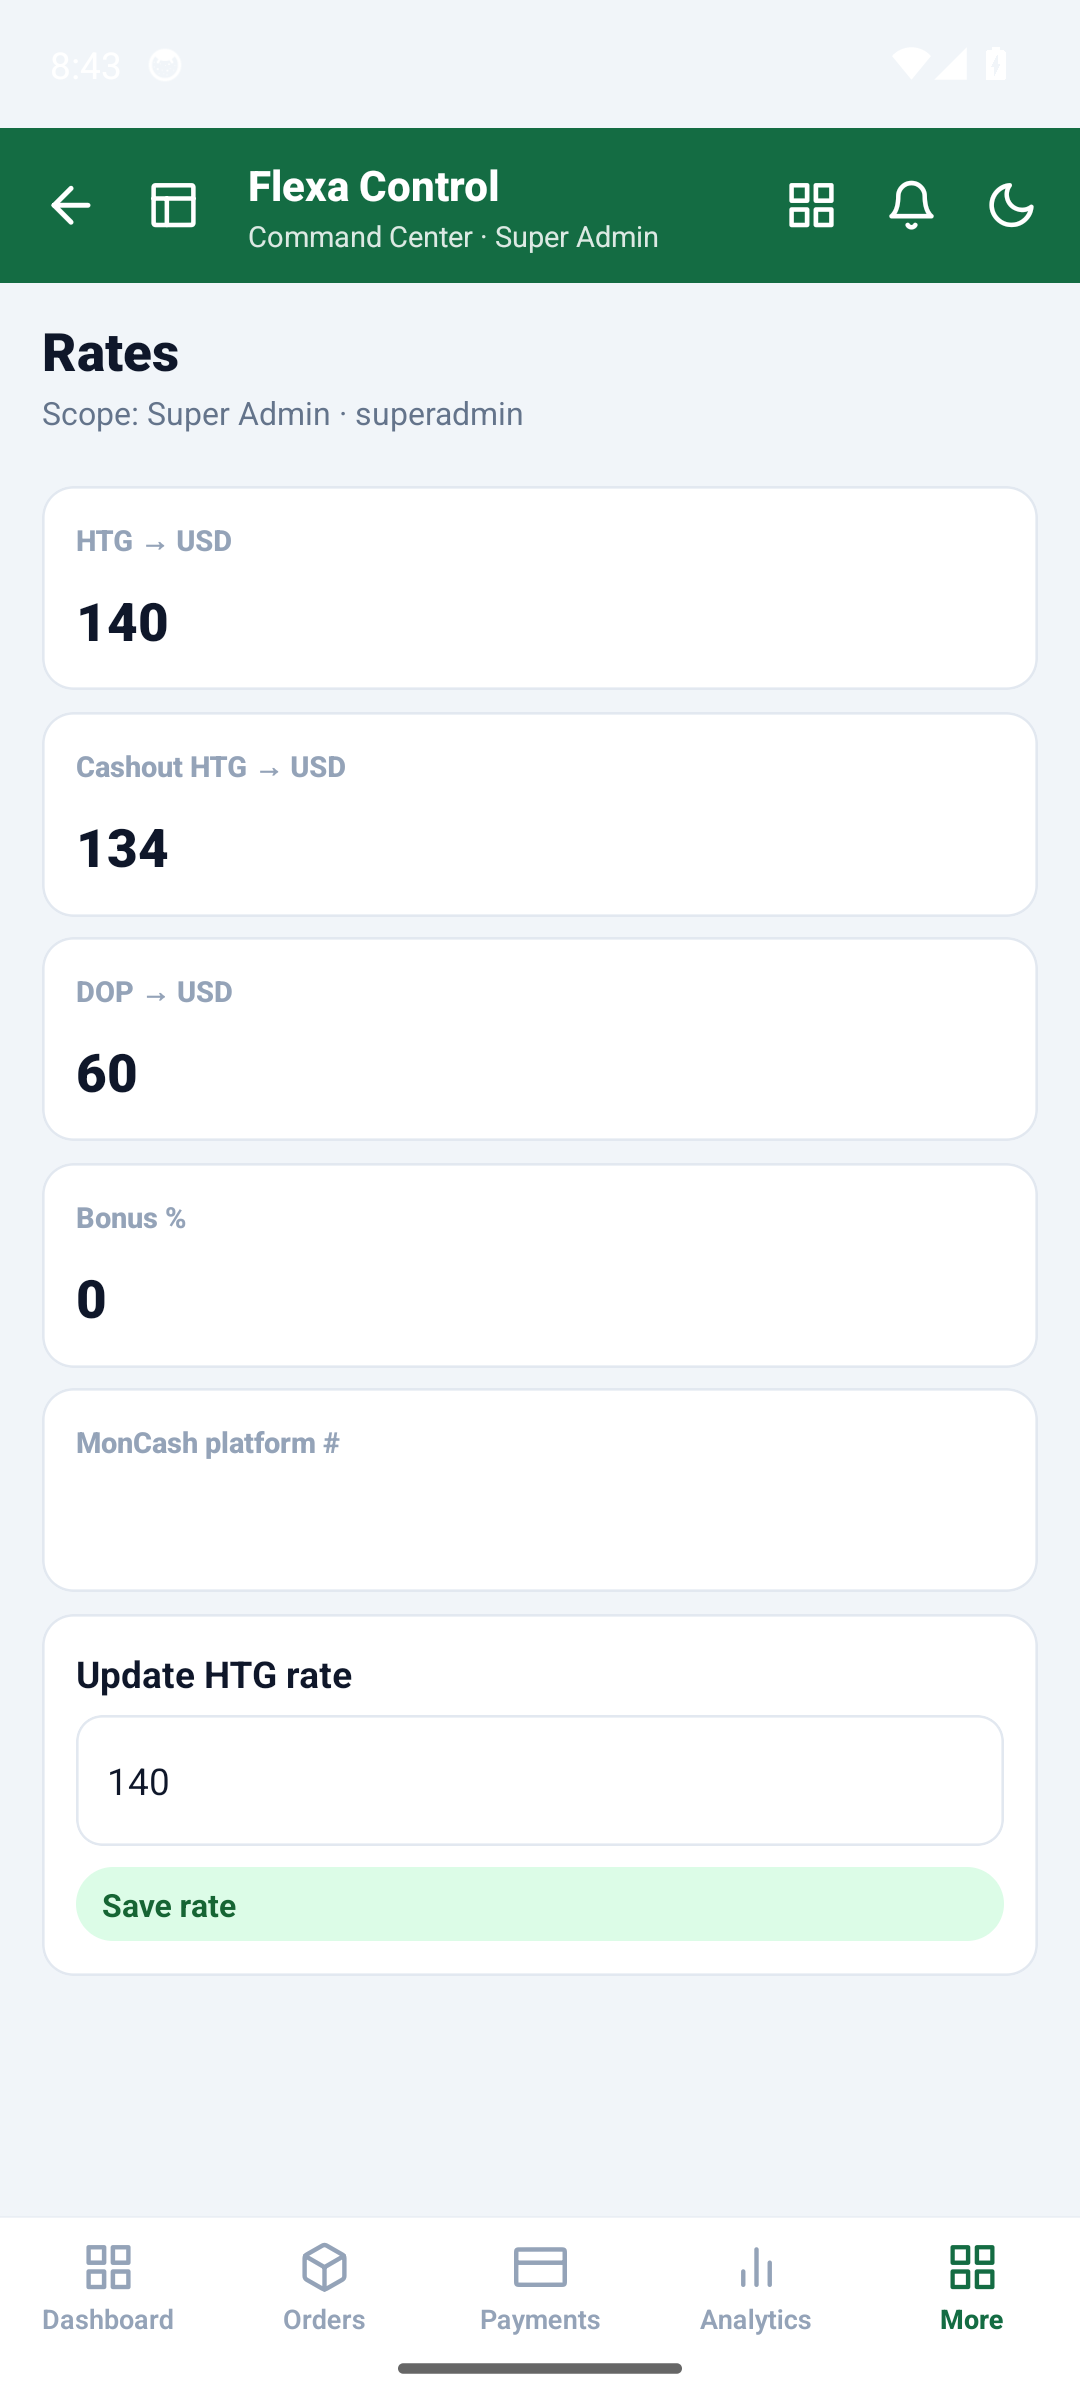 8:43
Flexa Control
Command Center · Super Admin
Rates
Scope: Super Admin · superadmin
HTG → USD
140
Cashout HTG → USD
134
DOP → USD
60
Bonus %
0
MonCash platform #
Update HTG rate
140
Save rate
Dashboard
Orders
Payments
Analytics
More